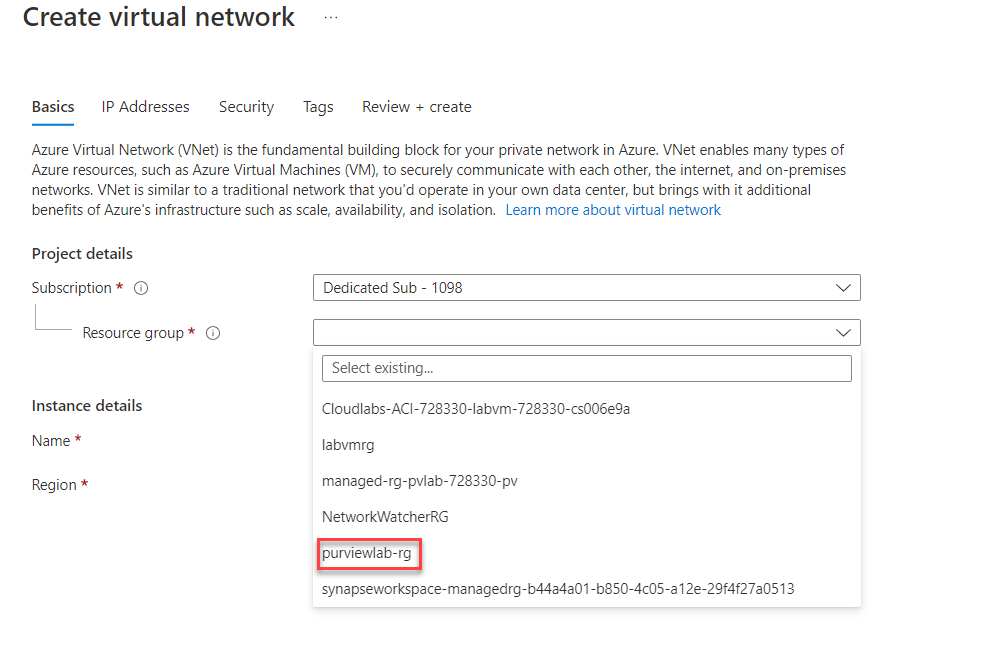 Create virtual network ...
Basics IP Addresses Security Tags Review + create
Azure Virtual Network (VNet) is the fundamental building block for your private network in Azure. VNet enables many types of
Azure resources, such as Azure Virtual Machines (VM), to securely communicate with each other, the internet, and on-premises
networks. VNet is similar to a traditional network that you'd operate in your own data center, but brings with it additional
benefits of Azure's infrastructure such as scale, availability, and isolation. Learn more about virtual network
Project details
Subscription * Dedicated Sub - 1098
Resource group *
Select existing...
Cloudlabs-ACI-728330-labvm-728330-cs006e9a
labvmrg
managed-rg-pvlab-728330-pv
NetworkWatcherRG
purviewlab-rg
synapseworkspace-managedrg-b44a4a01-b850-4c05-a12e-29f4f27a0513
Instance details
Name *
Region *